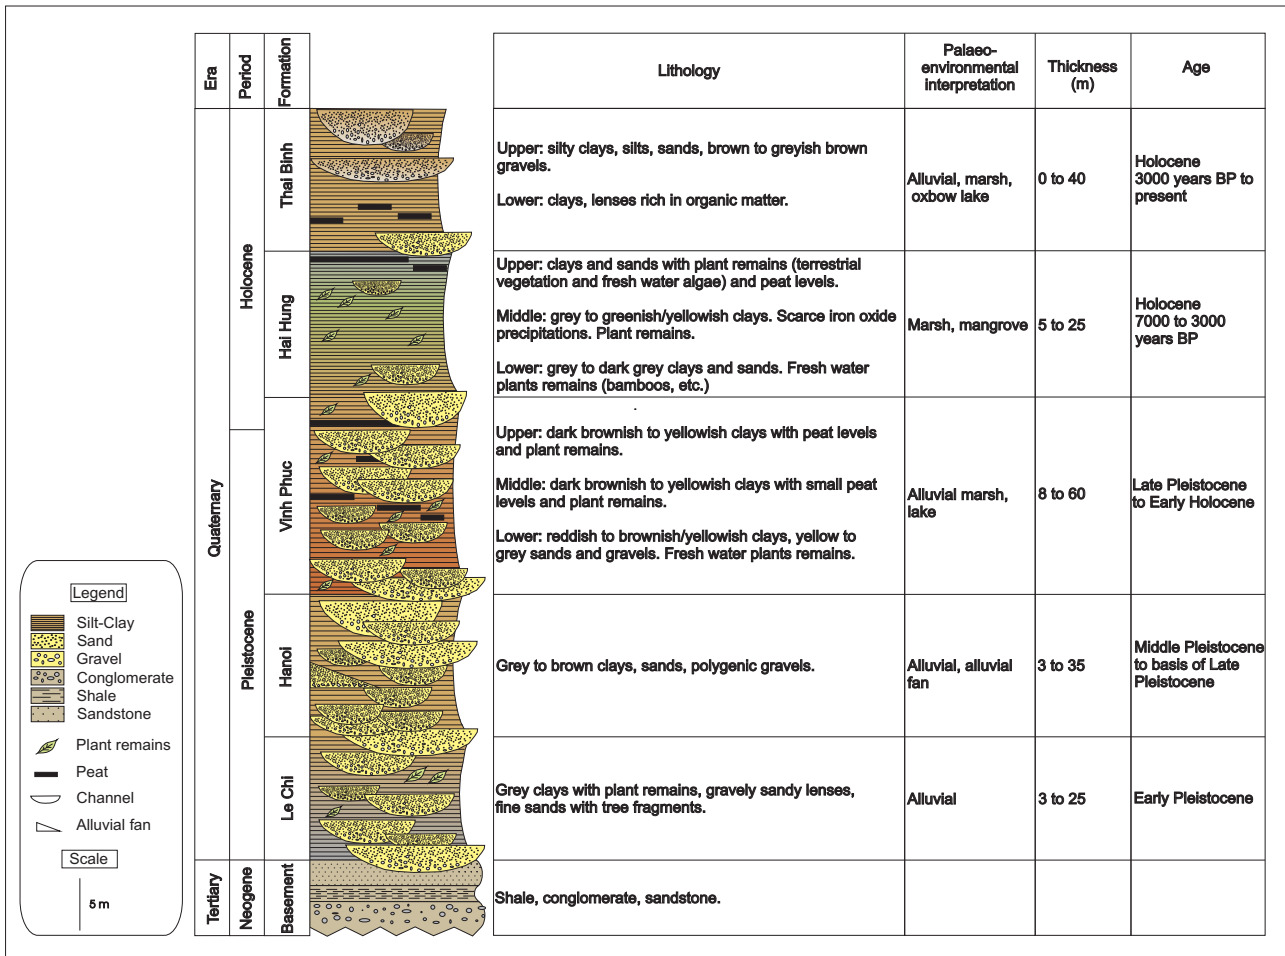 Era
Period
Formation
Lithology
Palaeo-
environmental
interpretation
Thickness
(m)
Age
Quaternary
Holocene
Thai Binh
Upper: silty clays, silts, sands, brown to greyish brown
gravels.
Lower: clays, lenses rich in organic matter.
Alluvial, marsh,
oxbow lake
0 to 40
Holocene
3000 years BP to
present
Hai Hung
Upper: clays and sands with plant remains (terrestrial
vegetation and fresh water algae) and peat levels.
Middle: grey to greenish/yellowish clays. Scarce iron oxide
precipitations. Plant remains.
Lower: grey to dark grey clays and sands. Fresh water
plants remains (bamboos, etc.)
Marsh, mangrove
5 to 25
Holocene
7000 to 3000
years BP
Pleistocene
Vinh Phuc
Upper: dark brownish to yellowish clays with peat levels
and plant remains.
Middle: dark brownish to yellowish clays with small peat
levels and plant remains.
Lower: reddish to brownish/yellowish clays, yellow to
grey sands and gravels. Fresh water plants remains.
Alluvial marsh,
lake
8 to 60
Late Pleistocene
to Early Holocene
Hanoi
Grey to brown clays, sands, polygenic gravels.
Alluvial, alluvial
fan
3 to 35
Middle Pleistocene
to basis of Late
Pleistocene
Le Chi
Grey clays with plant remains, gravely sandy lenses,
fine sands with tree fragments.
Alluvial
3 to 25
Early Pleistocene
Tertiary
Neogene
Basement
Shale, conglomerate, sandstone.
Legend
Silt-Clay
Sand
Gravel
Conglomerate
Shale
Sandstone
Plant remains
Peat
Channel
Alluvial fan
Scale
5 m